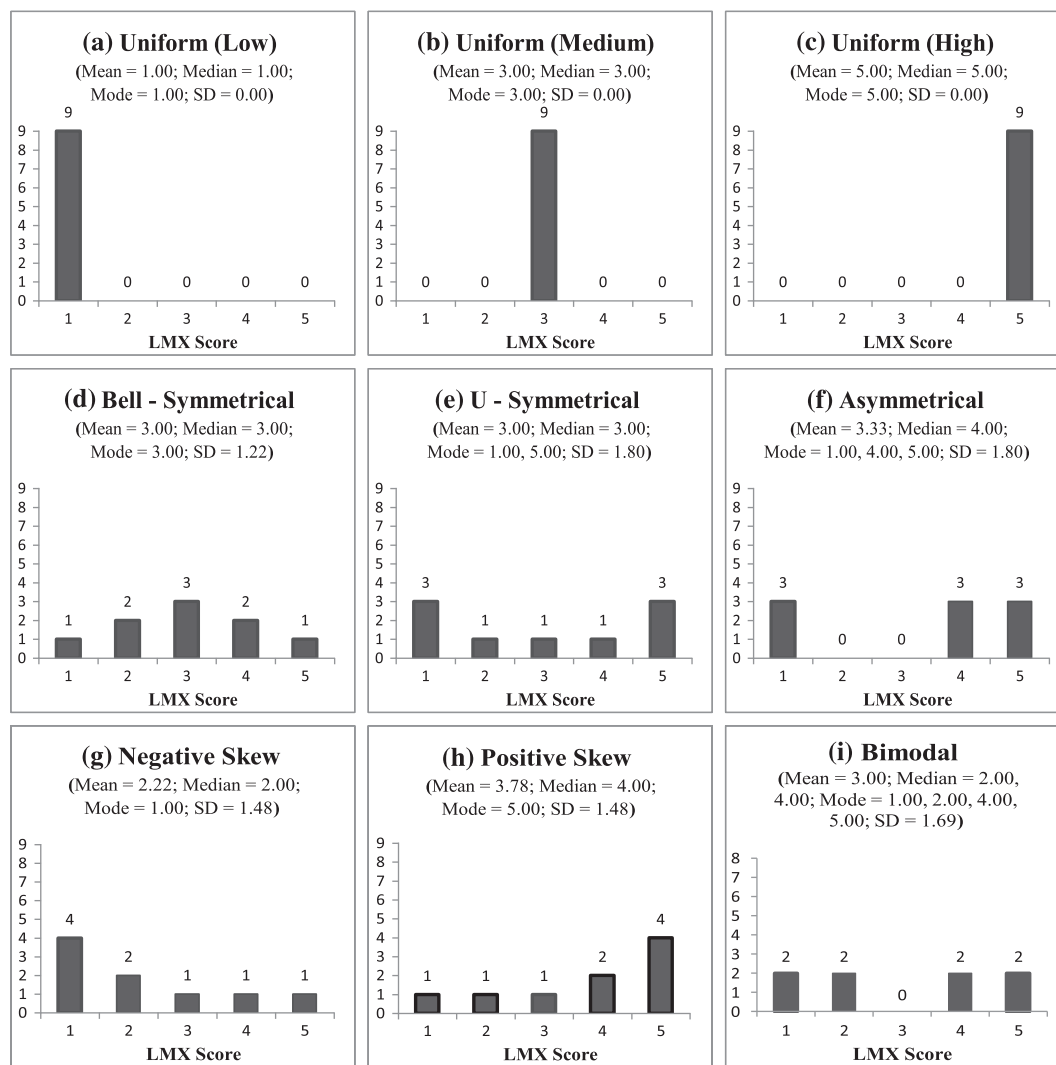 (a) Uniform (Low)
(Mean = 1.00; Median = 1.00;
Mode = 1.00; SD = 0.00)
9
9
8
7
6
5
4
3
2
1
0
0 0 0 0
1 2 3 4 5
LMX Score
(b) Uniform (Medium)
(Mean = 3.00; Median = 3.00;
Mode = 3.00; SD = 0.00)
9
9
8
7
6
5
4
3
2
1
0
0 0 0 0
1 2 3 4 5
LMX Score
(c) Uniform (High)
(Mean = 5.00; Median = 5.00;
Mode = 5.00; SD = 0.00)
9
9
8
7
6
5
4
3
2
1
0
0 0 0 0
1 2 3 4 5
LMX Score
(d) Bell - Symmetrical
(Mean = 3.00; Median = 3.00;
Mode = 3.00; SD = 1.22)
9
8
7
6
5
4
3
2
1
0
1 2 3 2 1
1 2 3 4 5
LMX Score
(e) U - Symmetrical
(Mean = 3.00; Median = 3.00;
Mode = 1.00, 5.00; SD = 1.80)
9
8
7
6
5
4
3
2
1
0
3 1 1 1 3
1 2 3 4 5
LMX Score
(f) Asymmetrical
(Mean = 3.33; Median = 4.00;
Mode = 1.00, 4.00, 5.00; SD = 1.80)
9
8
7
6
5
4
3
2
1
0
3 0 0 3 3
1 2 3 4 5
LMX Score
(g) Negative Skew
(Mean = 2.22; Median = 2.00;
Mode = 1.00; SD = 1.48)
9
8
7
6
5
4
3
2
1
0
4 2 1 1 1
1 2 3 4 5
LMX Score
(h) Positive Skew
(Mean = 3.78; Median = 4.00;
Mode = 5.00; SD = 1.48)
9
8
7
6
5
4
3
2
1
0
1 1 1 2 4
1 2 3 4 5
LMX Score
(i) Bimodal
(Mean = 3.00; Median = 2.00,
4.00; Mode = 1.00, 2.00, 4.00,
5.00; SD = 1.69)
8
7
6
5
4
3
2
1
0
2 2 0 2 2
1 2 3 4 5
LMX Score